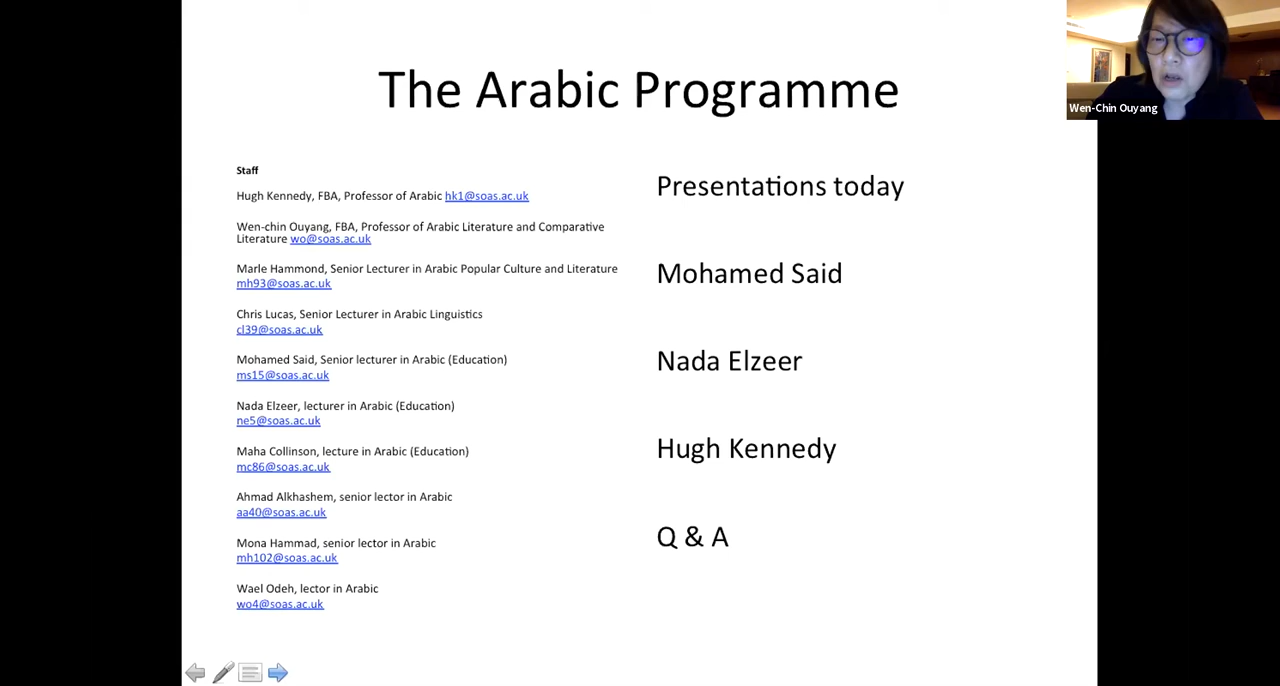 The Arabic Programme
Wen-Chin Ouyang
Staff
Hugh Kennedy, FBA, Professor of Arabic hk1@soas.ac.uk
Wen-chin Ouyang, FBA, Professor of Arabic Literature and Comparative
Literature wo@soas.ac.uk
Marle Hammond, Senior Lecturer in Arabic Popular Culture and Literature
mh93@soas.ac.uk
Chris Lucas, Senior Lecturer in Arabic Linguistics
cl39@soas.ac.uk
Mohamed Said, Senior lecturer in Arabic (Education)
ms15@soas.ac.uk
Nada Elzeer, lecturer in Arabic (Education)
ne5@soas.ac.uk
Maha Collinson, lecture in Arabic (Education)
mc86@soas.ac.uk
Ahmad Alkhashem, senior lector in Arabic
aa40@soas.ac.uk
Mona Hammad, senior lector in Arabic
mh102@soas.ac.uk
Wael Odeh, lector in Arabic
wo4@soas.ac.uk
Presentations today
Mohamed Said
Nada Elzeer
Hugh Kennedy
Q & A